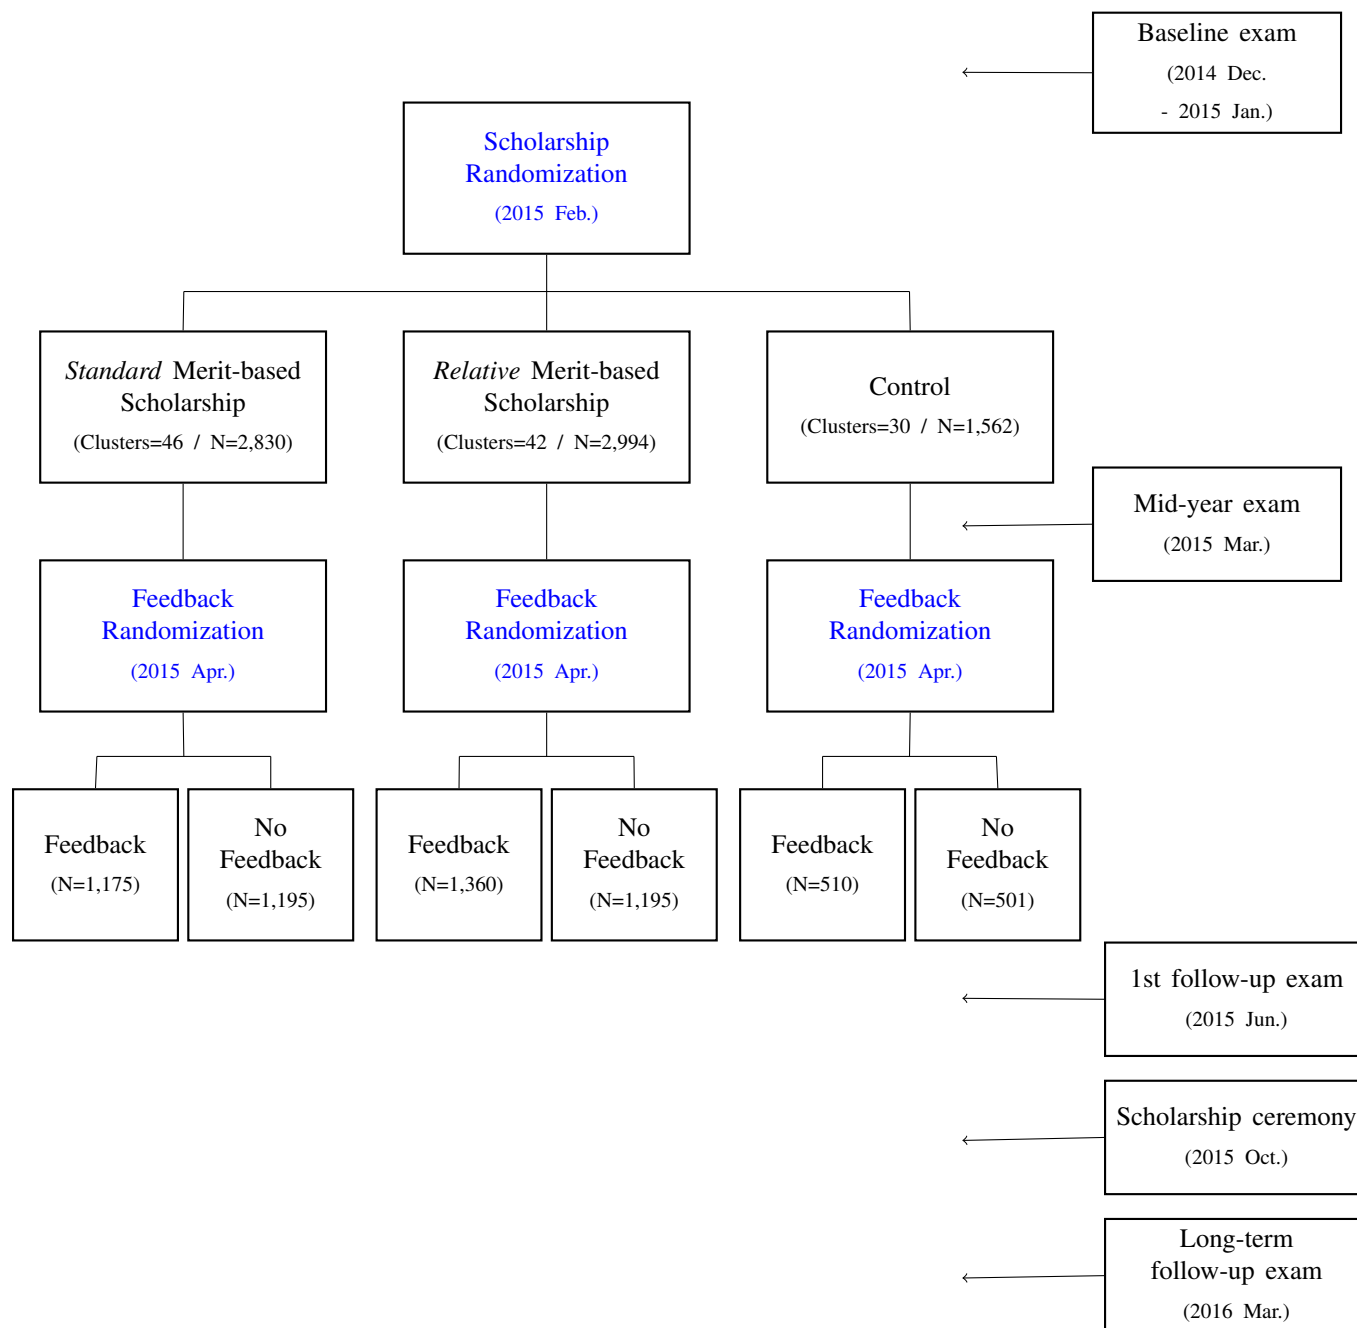 Baseline exam
(2014 Dec.
- 2015 Jan.)
Scholarship
Randomization
(2015 Feb.)
Standard Merit-based
Scholarship
(Clusters=46 / N=2,830)
Relative Merit-based
Scholarship
(Clusters=42 / N=2,994)
Control
(Clusters=30 / N=1,562)
Mid-year exam
(2015 Mar.)
Feedback
Randomization
(2015 Apr.)
Feedback
Randomization
(2015 Apr.)
Feedback
Randomization
(2015 Apr.)
Feedback
(N=1,175)
No
Feedback
(N=1,195)
Feedback
(N=1,360)
No
Feedback
(N=1,195)
Feedback
(N=510)
No
Feedback
(N=501)
1st follow-up exam
(2015 Jun.)
Scholarship ceremony
(2015 Oct.)
Long-term
follow-up exam
(2016 Mar.)